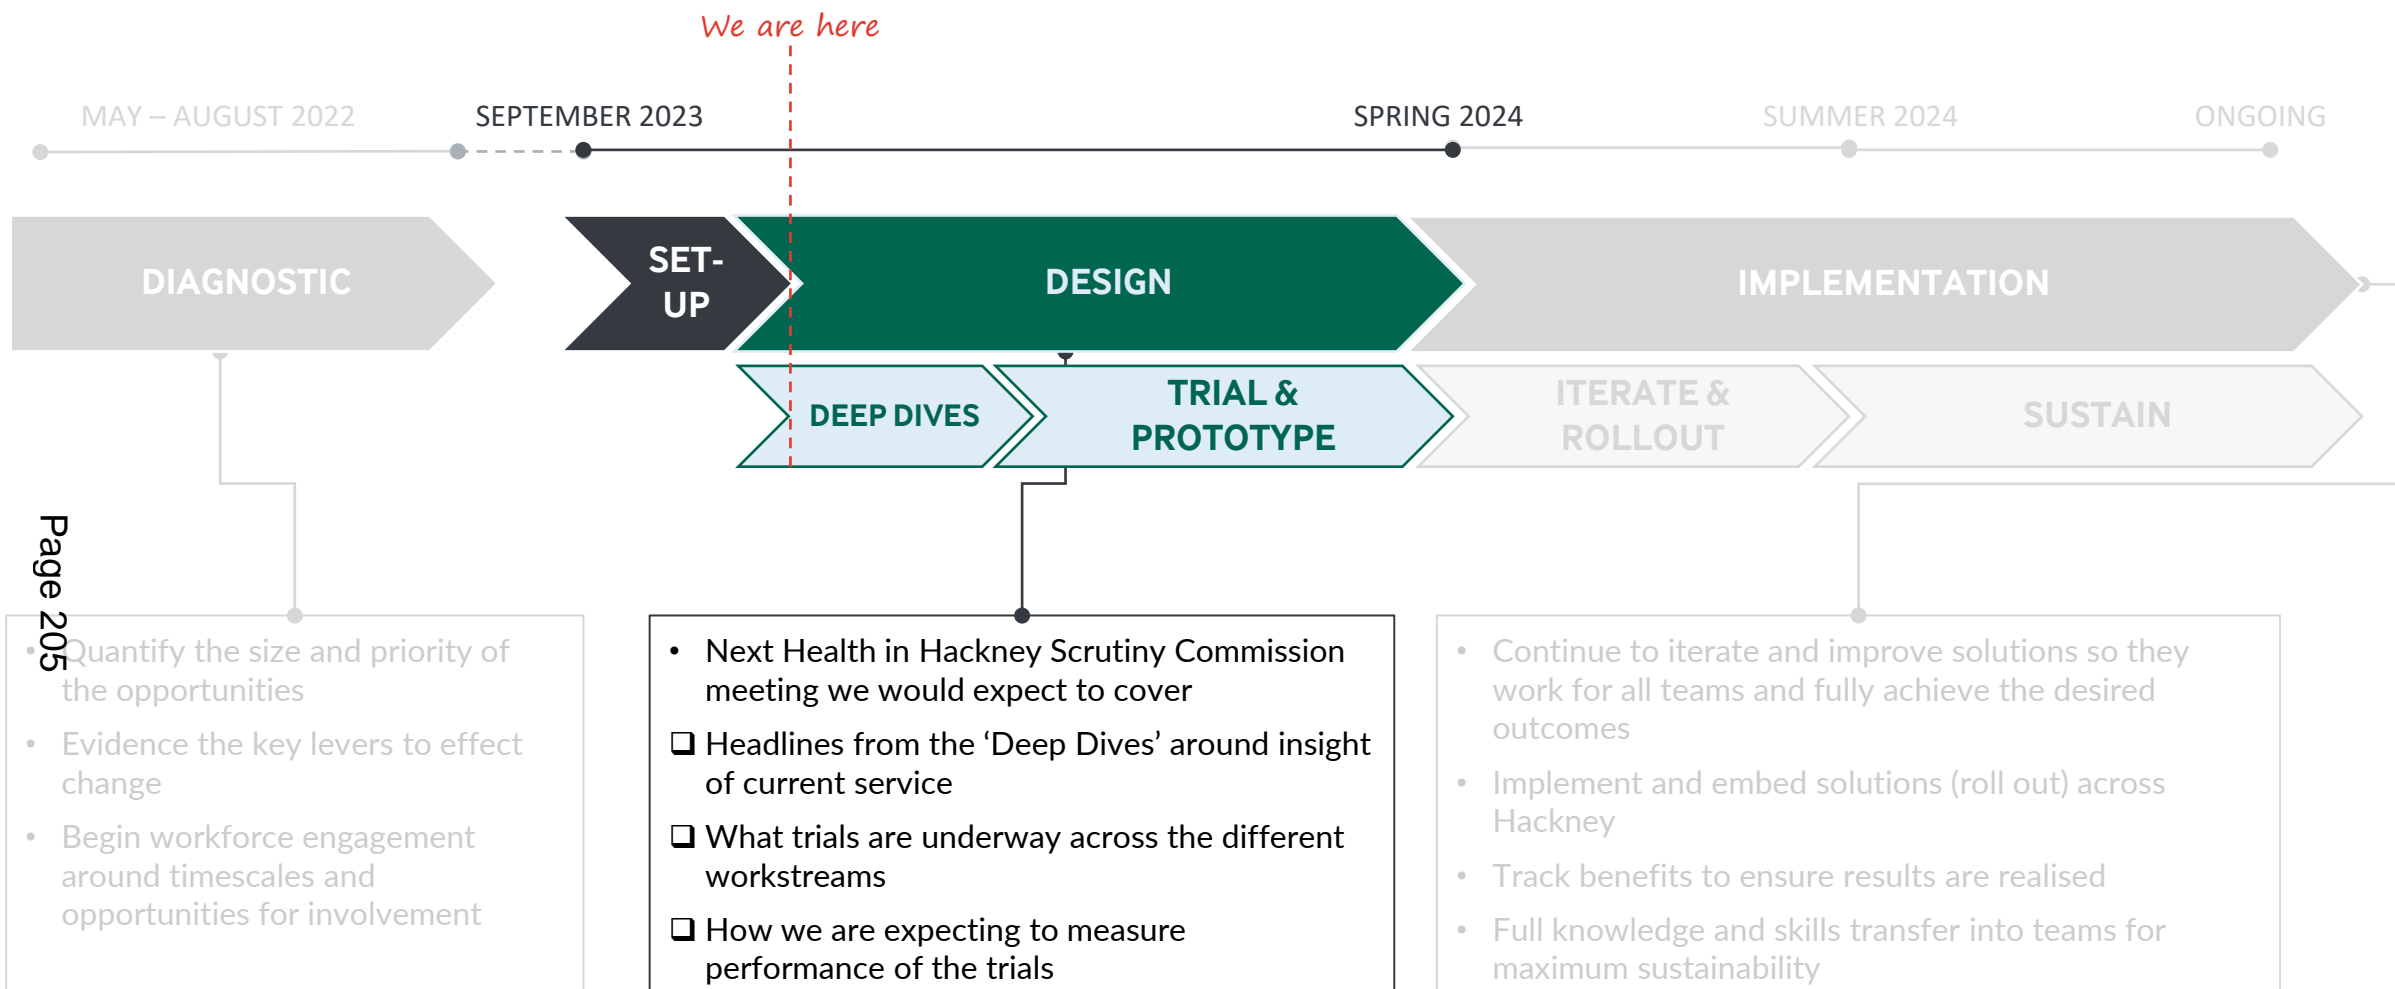 We are here
MAY – AUGUST 2022
SEPTEMBER 2023
SPRING 2024
SUMMER 2024
ONGOING
DIAGNOSTIC
SET-
UP
DESIGN
IMPLEMENTATION
DEEP DIVES
TRIAL &
PROTOTYPE
ITERATE &
ROLLOUT
SUSTAIN
Page 205
• Quantify the size and priority of
the opportunities
• Evidence the key levers to effect
change
• Begin workforce engagement
around timescales and
opportunities for involvement
• Next Health in Hackney Scrutiny Commission
meeting we would expect to cover
❑ Headlines from the ‘Deep Dives’ around insight
of current service
❑ What trials are underway across the different
workstreams
❑ How we are expecting to measure
performance of the trials
• Continue to iterate and improve solutions so they
work for all teams and fully achieve the desired
outcomes
• Implement and embed solutions (roll out) across
Hackney
• Track benefits to ensure results are realised
• Full knowledge and skills transfer into teams for
maximum sustainability